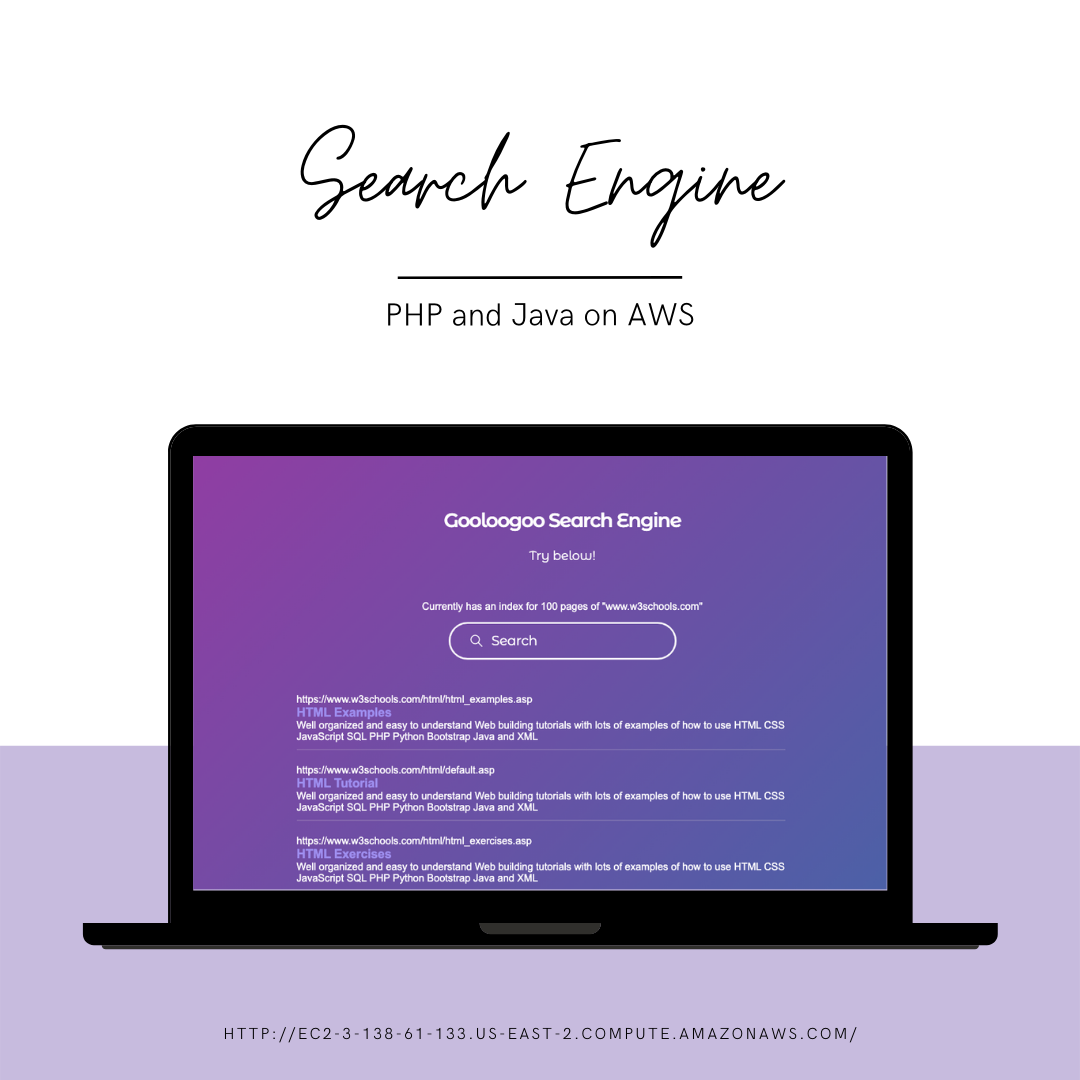 Search Engine
PHP and Java on AWS
Gooloogoo Search Engine
Try below!
Currently has an index for 100 pages of "www.w3schools.com"
Search
https://www.w3schools.com/html/html_examples.asp
HTML Examples
Well organized and easy to understand Web building tutorials with lots of examples of how to use HTML CSS
JavaScript SQL PHP Python Bootstrap Java and XML
https://www.w3schools.com/html/default.asp
HTML Tutorial
Well organized and easy to understand Web building tutorials with lots of examples of how to use HTML CSS
JavaScript SQL PHP Python Bootstrap Java and XML
https://www.w3schools.com/html/html_exercises.asp
HTML Exercises
Well organized and easy to understand Web building tutorials with lots of examples of how to use HTML CSS
JavaScript SQL PHP Python Bootstrap Java and XML
HTTP://EC2-3-138-61-133.US-EAST-2.COMPUTE.AMAZONAWS.COM/